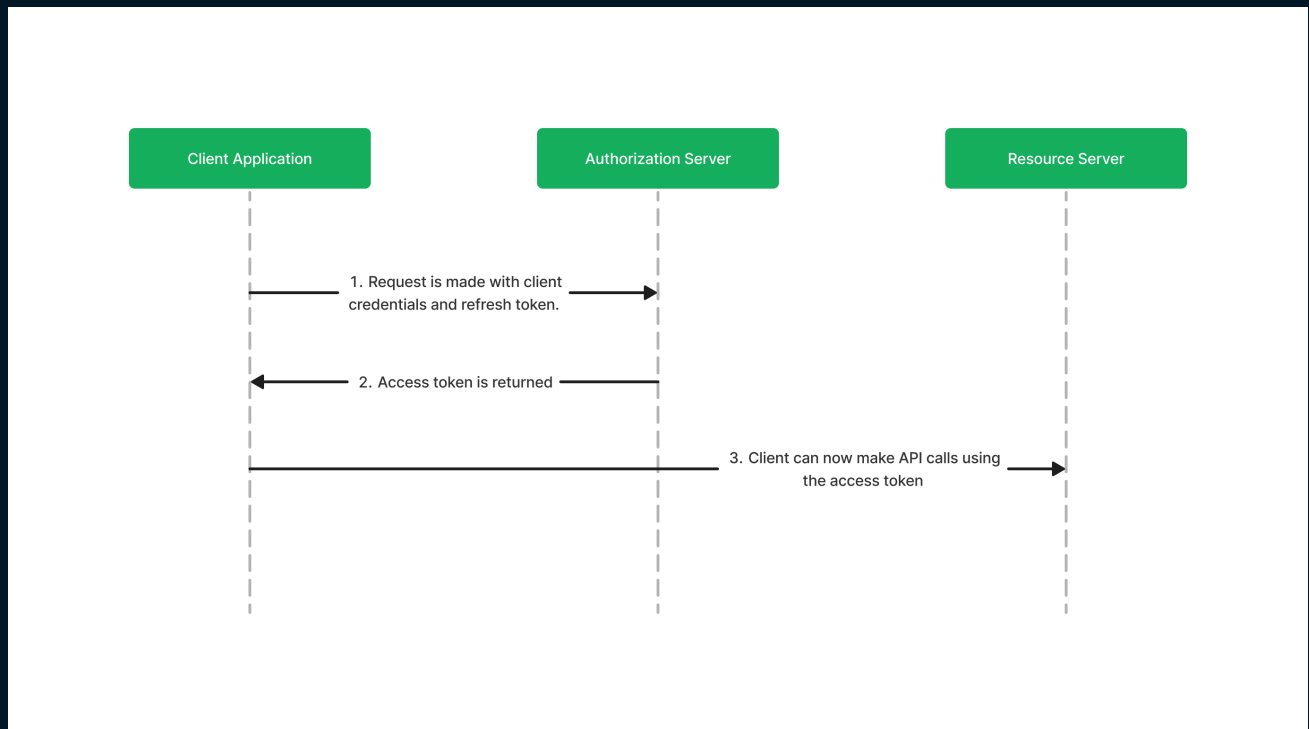 Client Application
Authorization Server
Resource Server
1. Request is made with client
credentials and refresh token.
2. Access token is returned
3. Client can now make API calls using
the access token